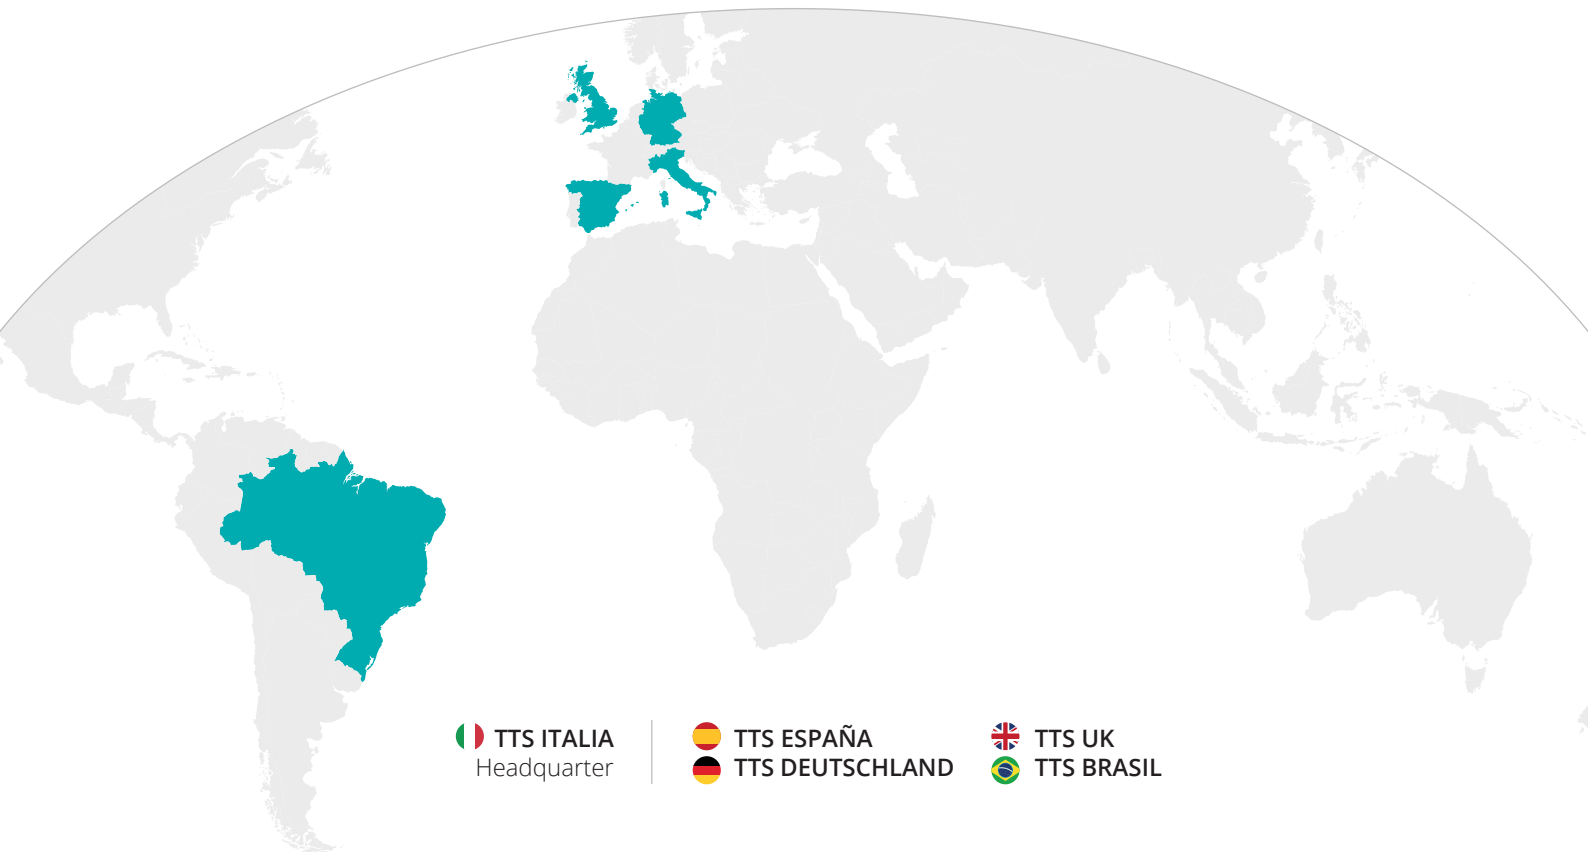 TTS ITALIA
Headquarter
TTS ESPAÑA
TTS DEUTSCHLAND
TTS UK
TTS BRASIL